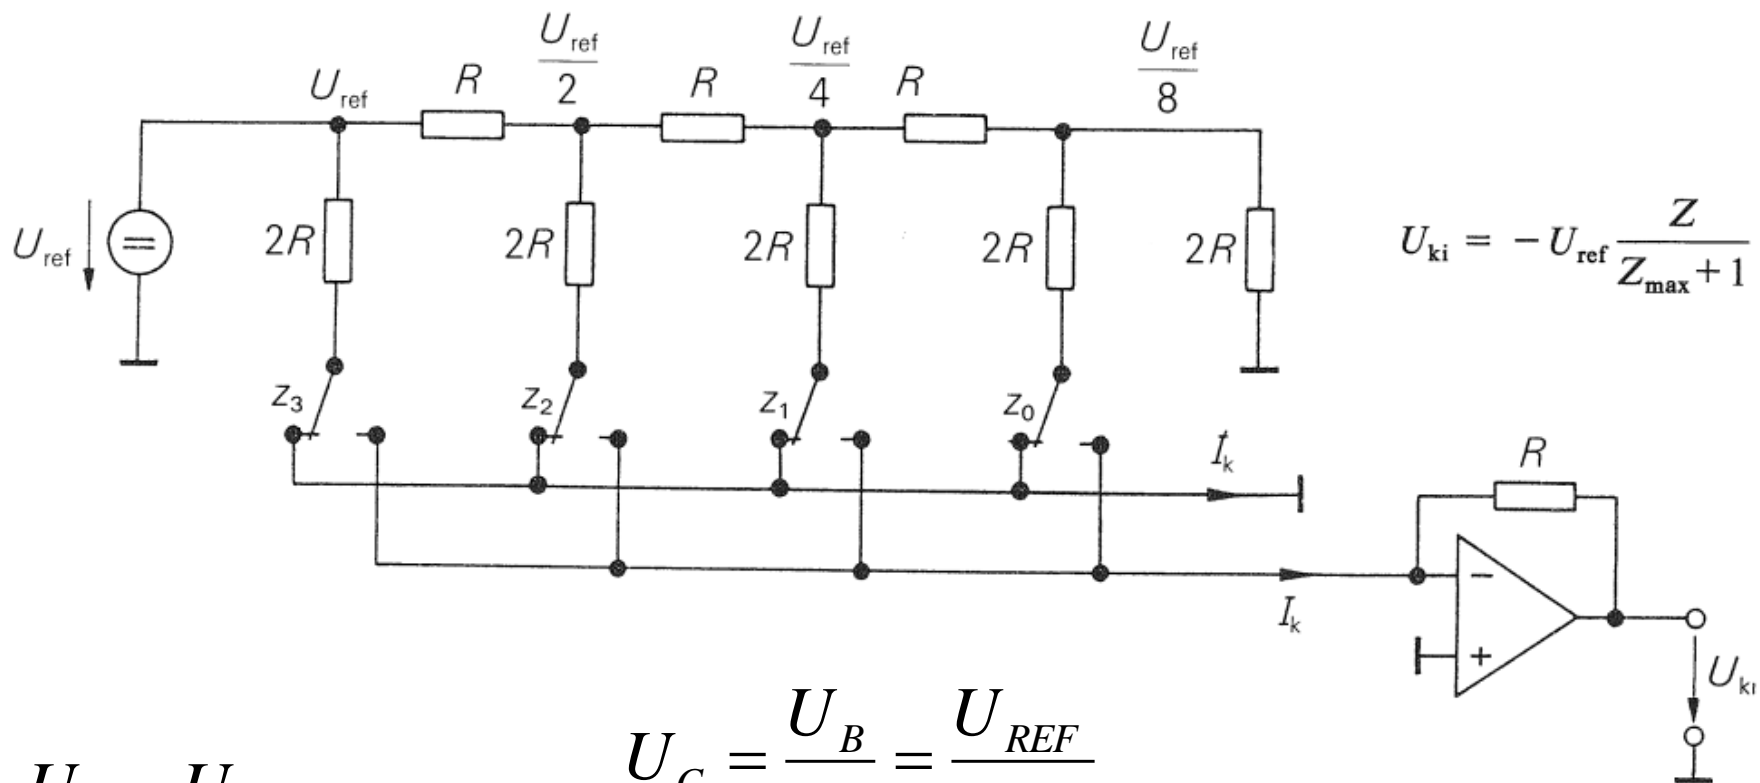 U_ref
R
U_ref/2
R
U_ref/4
R
U_ref/8
U_ref
2R
2R
2R
2R
2R
U_ki = - U_ref Z/(Z_max + 1)
z_3
z_2
z_1
z_0
I_k
R
I_k
−
+
U_ki
U_C = U_B/ = U_REF/